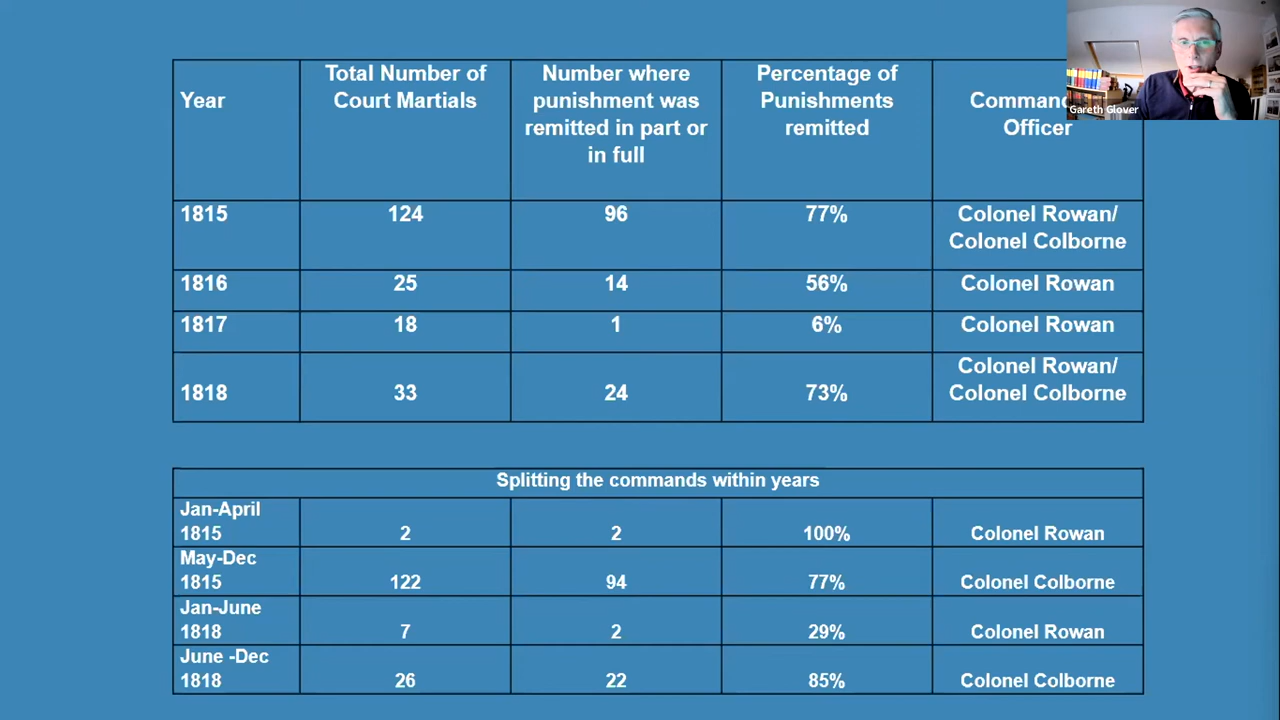 Year
Total Number of
Court Martials
Number where
punishment was
remitted in part or
in full
Percentage of
Punishments
remitted
Officer
Gareth Glover
1815 124 96 77% Colonel Rowan/
Colonel Colborne
1816 25 14 56% Colonel Rowan
1817 18 1 6% Colonel Rowan
Colonel Rowan/
1818 33 24 73% Colonel Colborne
Splitting the commands within years
Jan-April
1815 2 2 100% Colonel Rowan
May-Dec
1815 122 94 77% Colonel Colborne
Jan-June
1818 7 2 29% Colonel Rowan
June -Dec
1818 26 22 85% Colonel Colborne